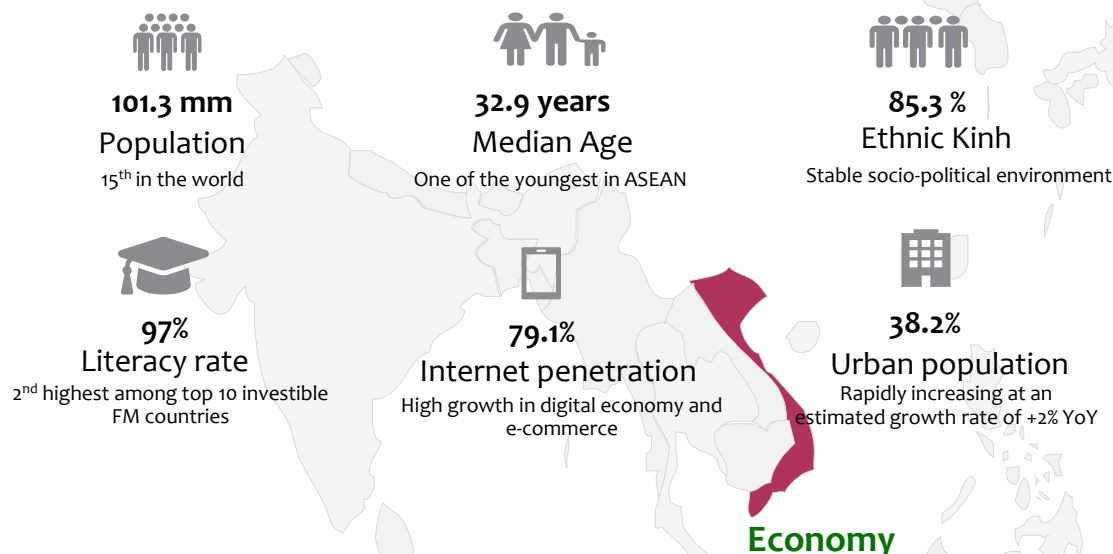 101.3 mm
Population
15th in the world
32.9 years
Median Age
One of the youngest in ASEAN
85.3 %
Ethnic Kinh
Stable socio-political environment
97%
Literacy rate
2nd highest among top 10 investible
FM countries
79.1%
Internet penetration
High growth in digital economy and
e-commerce
38.2%
Urban population
Rapidly increasing at an
estimated growth rate of +2% YoY
Economy